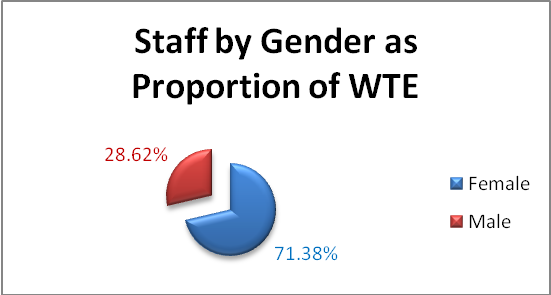 Staff by Gender as
Proportion of WTE
28.62%
Female
Male
71.38%